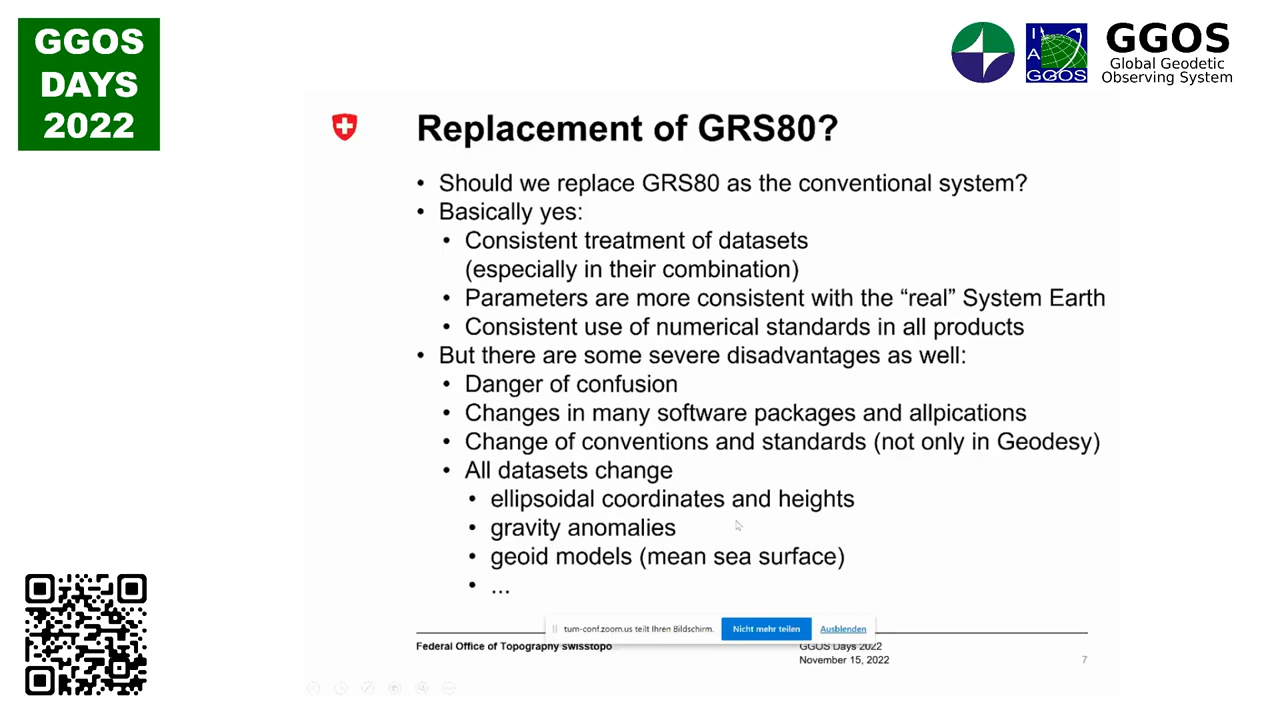 GGOS
DAYS
2022
I
A
G
GGOS
GGOS
Global Geodetic
Observing System
Replacement of GRS80?
• Should we replace GRS80 as the conventional system?
• Basically yes:
• Consistent treatment of datasets
(especially in their combination)
• Parameters are more consistent with the “real” System Earth
• Consistent use of numerical standards in all products
• But there are some severe disadvantages as well:
• Danger of confusion
• Changes in many software packages and allpications
• Change of conventions and standards (not only in Geodesy)
• All datasets change
• ellipsoidal coordinates and heights
• gravity anomalies
• geoid models (mean sea surface)
• ...
tum-conf.zoom.us teilt Ihren Bildschirm. Nicht mehr teilen Ausblenden
Federal Office of Topography swisstopo
GGOS Days 2022
November 15, 2022
7